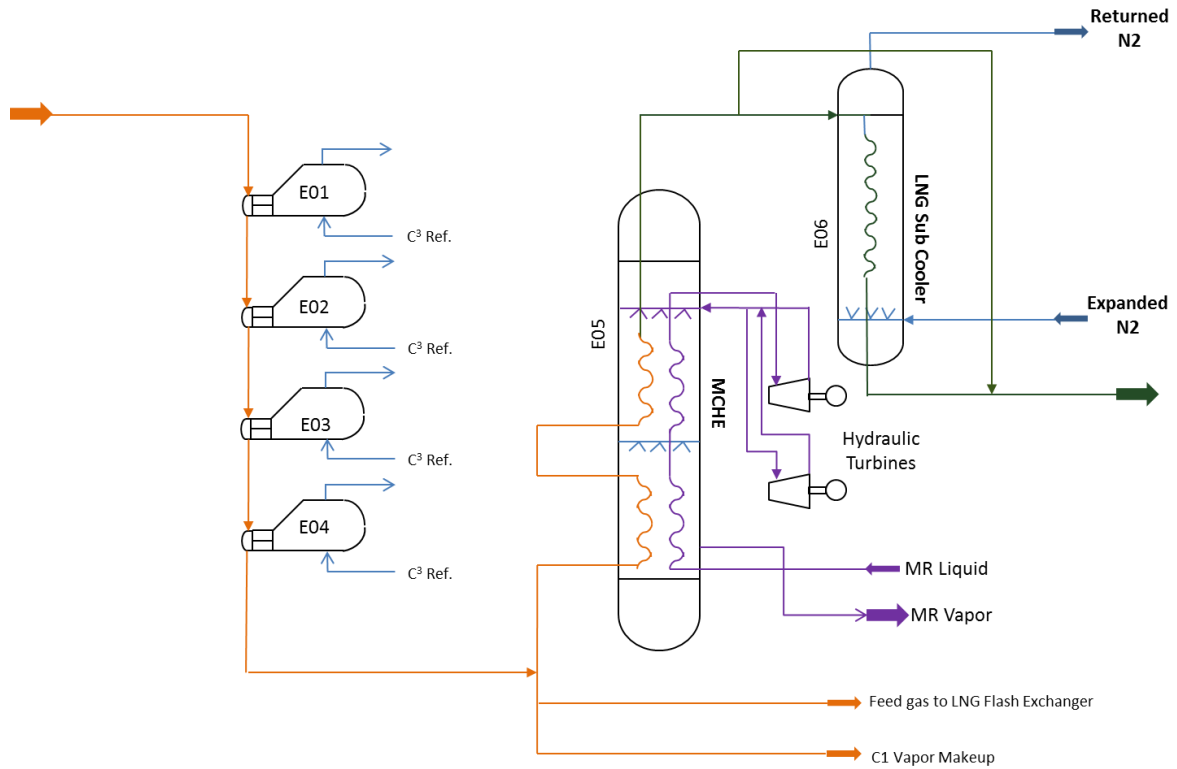 Returned
N2
E01
C³ Ref.
E02
C³ Ref.
E03
C³ Ref.
E04
C³ Ref.
E05
MCHE
E06
LNG Sub Cooler
Expanded
N2
Hydraulic
Turbines
MR Liquid
MR Vapor
Feed gas to LNG Flash Exchanger
C1 Vapor Makeup